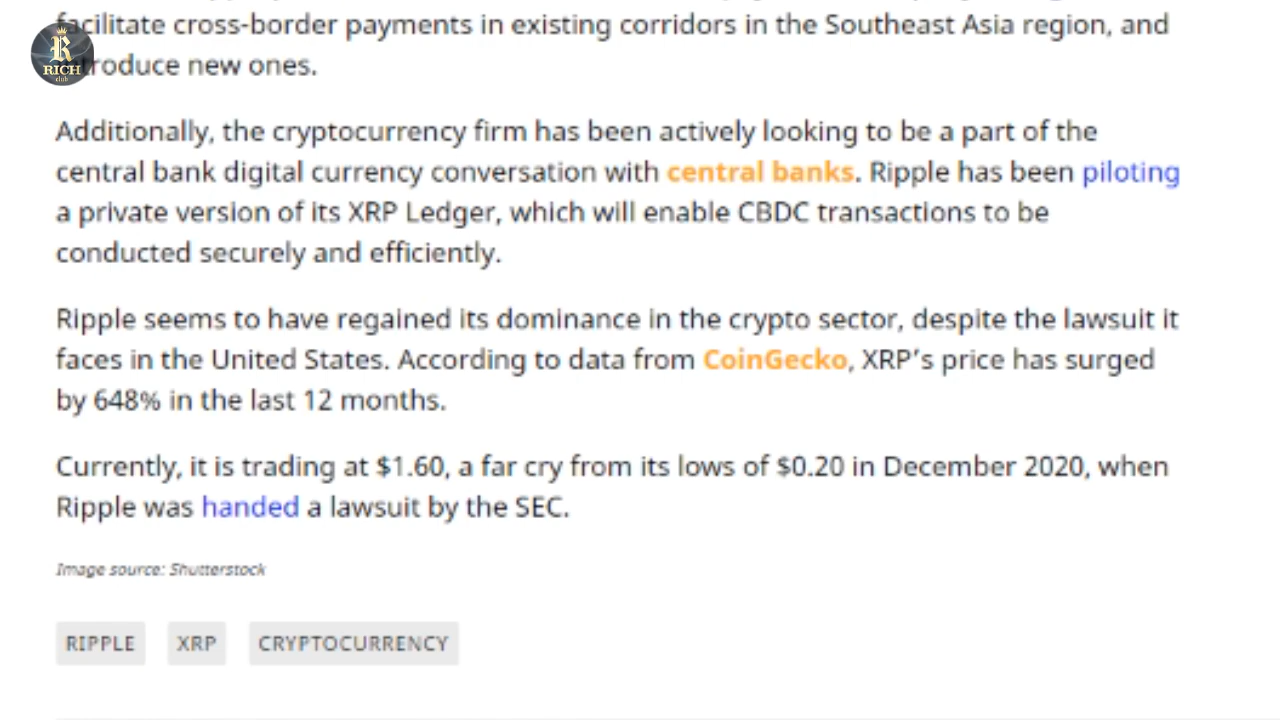 facilitate cross-border payments in existing corridors in the Southeast Asia region, and
R
RICH
club
troduce new ones.
Additionally, the cryptocurrency firm has been actively looking to be a part of the
central bank digital currency conversation with central banks. Ripple has been piloting
a private version of its XRP Ledger, which will enable CBDC transactions to be
conducted securely and efficiently.
Ripple seems to have regained its dominance in the crypto sector, despite the lawsuit it
faces in the United States. According to data from CoinGecko, XRP’s price has surged
by 648% in the last 12 months.
Currently, it is trading at $1.60, a far cry from its lows of $0.20 in December 2020, when
Ripple was handed a lawsuit by the SEC.
Image source: Shutterstock
RIPPLE XRP CRYPTOCURRENCY